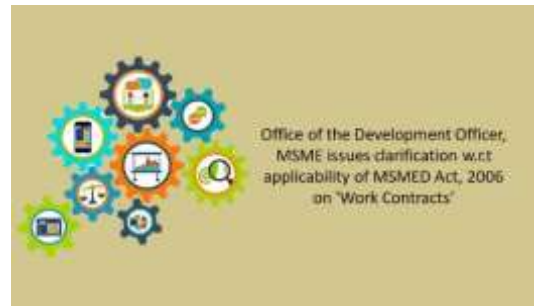 Office of the Development Officer,
MSME issues clarification w.r.t
applicability of MSMED Act, 2006
on 'Work Contracts'